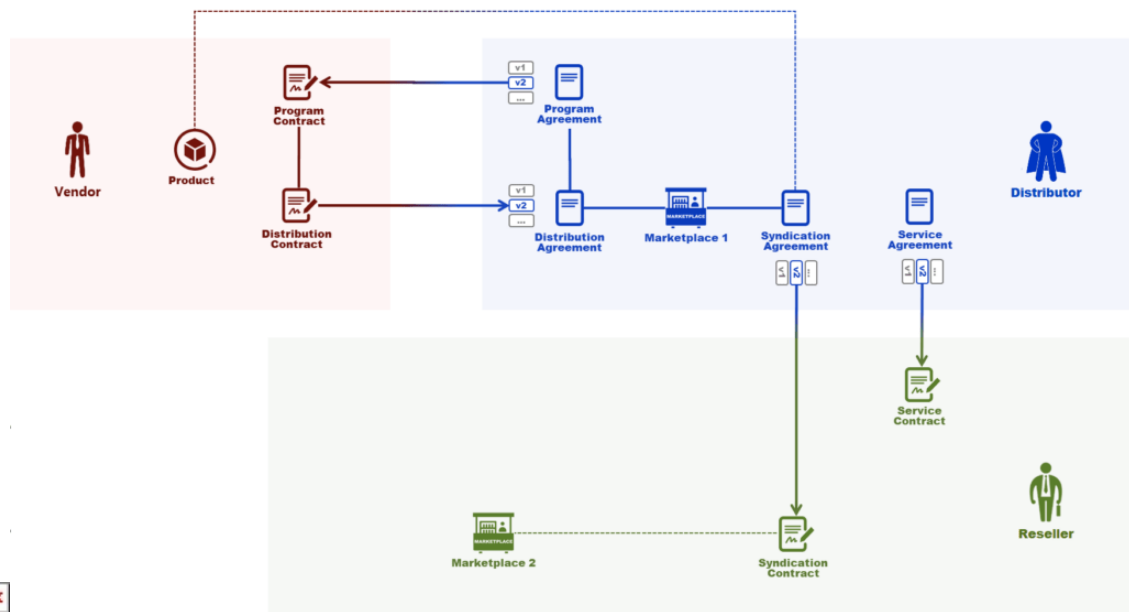 v1
v2
...
Program
Contract
Program
Agreement
Vendor
Product
Distributor
v1
v2
...
Distribution
Contract
Distribution
Agreement
MARKETPLACE
Marketplace 1
Syndication
Agreement
Service
Agreement
v1
v2
...
v1
v2
...
Service
Contract
Reseller
MARKETPLACE
Marketplace 2
Syndication
Contract